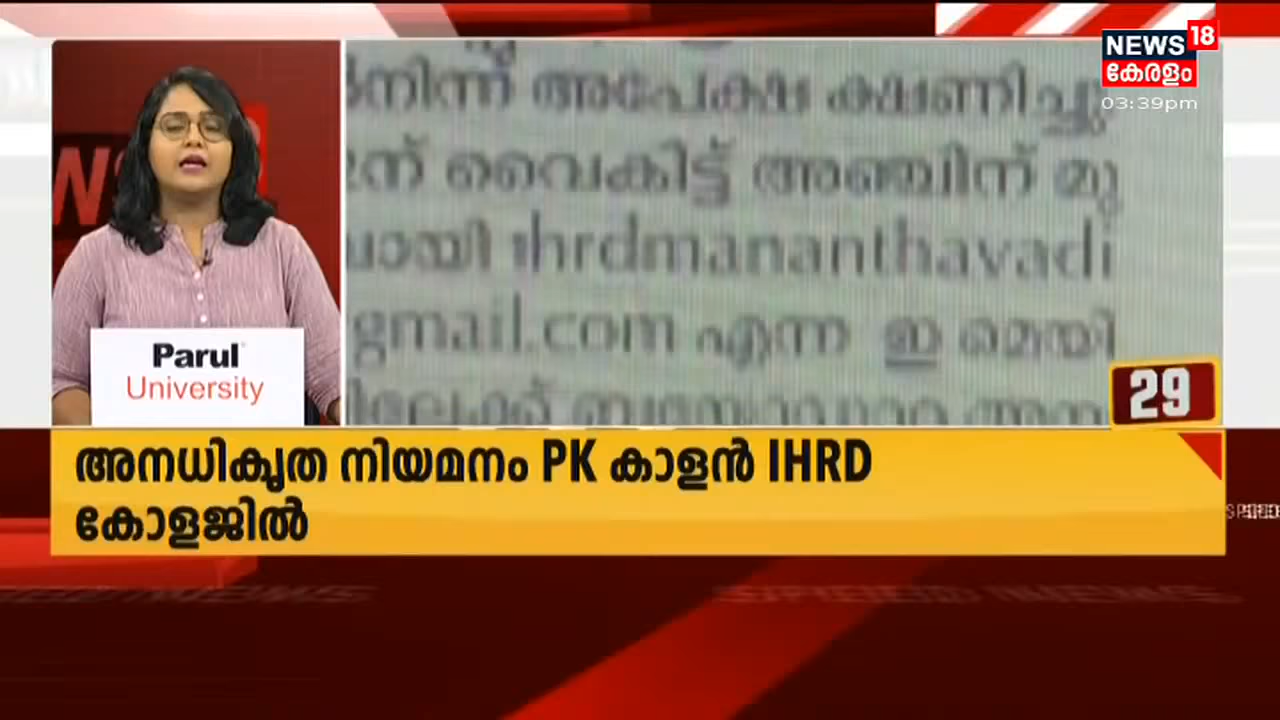 NEWS 18
കേരളം
03:39pm
അപേക്ഷ ക്ഷണിച്ചു
വൈകിട്ട് അഞ്ചിന് മു
ihrdmananthavadi
gmail.com എന്ന ഇ മെയി
Parul
University
29
അനധികൃത നിയമനം PK കാളൻ IHRD
കോളജിൽ